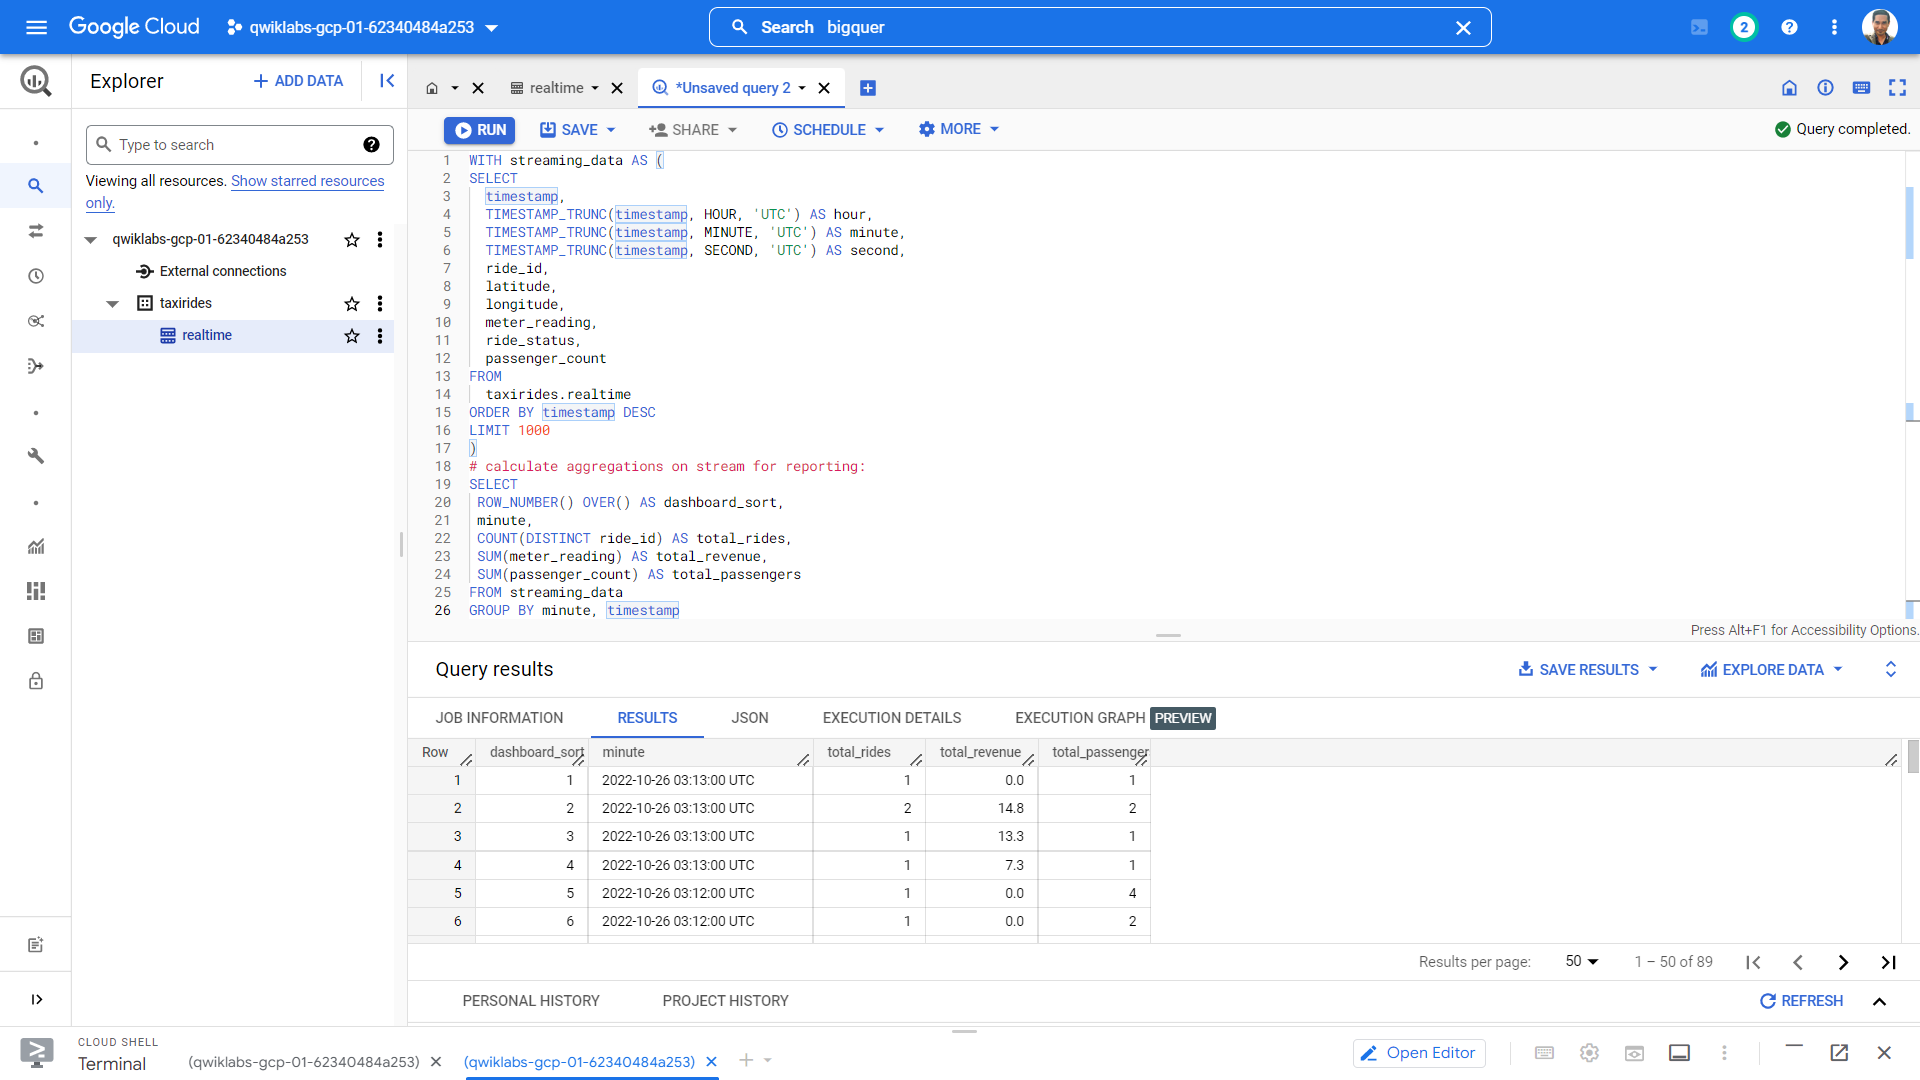 Google Cloud
qwiklabs-gcp-01-62340484a253
Search bigquer
2
Explorer
ADD DATA
realtime
*Unsaved query 2
Type to search
Viewing all resources. Show starred resources
only.
qwiklabs-gcp-01-62340484a253
External connections
taxirides
realtime
RUN
SAVE
SHARE
SCHEDULE
MORE
Query completed.
1 WITH streaming_data AS (
2 SELECT
3 timestamp,
4 TIMESTAMP_TRUNC(timestamp, HOUR, 'UTC') AS hour,
5 TIMESTAMP_TRUNC(timestamp, MINUTE, 'UTC') AS minute,
6 TIMESTAMP_TRUNC(timestamp, SECOND, 'UTC') AS second,
7 ride_id,
8 latitude,
9 longitude,
10 meter_reading,
11 ride_status,
12 passenger_count
13 FROM
14 taxirides.realtime
15 ORDER BY timestamp DESC
16 LIMIT 1000
17 )
18 # calculate aggregations on stream for reporting:
19 SELECT
20 ROW_NUMBER() OVER() AS dashboard_sort,
21 minute,
22 COUNT(DISTINCT ride_id) AS total_rides,
23 SUM(meter_reading) AS total_revenue,
24 SUM(passenger_count) AS total_passengers
25 FROM streaming_data
26 GROUP BY minute, timestamp
Press Alt+F1 for Accessibility Options.
Query results
SAVE RESULTS
EXPLORE DATA
JOB INFORMATION RESULTS JSON EXECUTION DETAILS EXECUTION GRAPH PREVIEW
Row dashboard_sort minute total_rides total_revenue total_passenger
1 1 2022-10-26 03:13:00 UTC 1 0.0 1
2 2 2022-10-26 03:13:00 UTC 2 14.8 2
3 3 2022-10-26 03:13:00 UTC 1 13.3 1
4 4 2022-10-26 03:13:00 UTC 1 7.3 1
5 5 2022-10-26 03:12:00 UTC 1 0.0 4
6 6 2022-10-26 03:12:00 UTC 1 0.0 2
Results per page: 50 1 – 50 of 89
PERSONAL HISTORY PROJECT HISTORY
REFRESH
CLOUD SHELL
Terminal
(qwiklabs-gcp-01-62340484a253)
(qwiklabs-gcp-01-62340484a253)
Open Editor